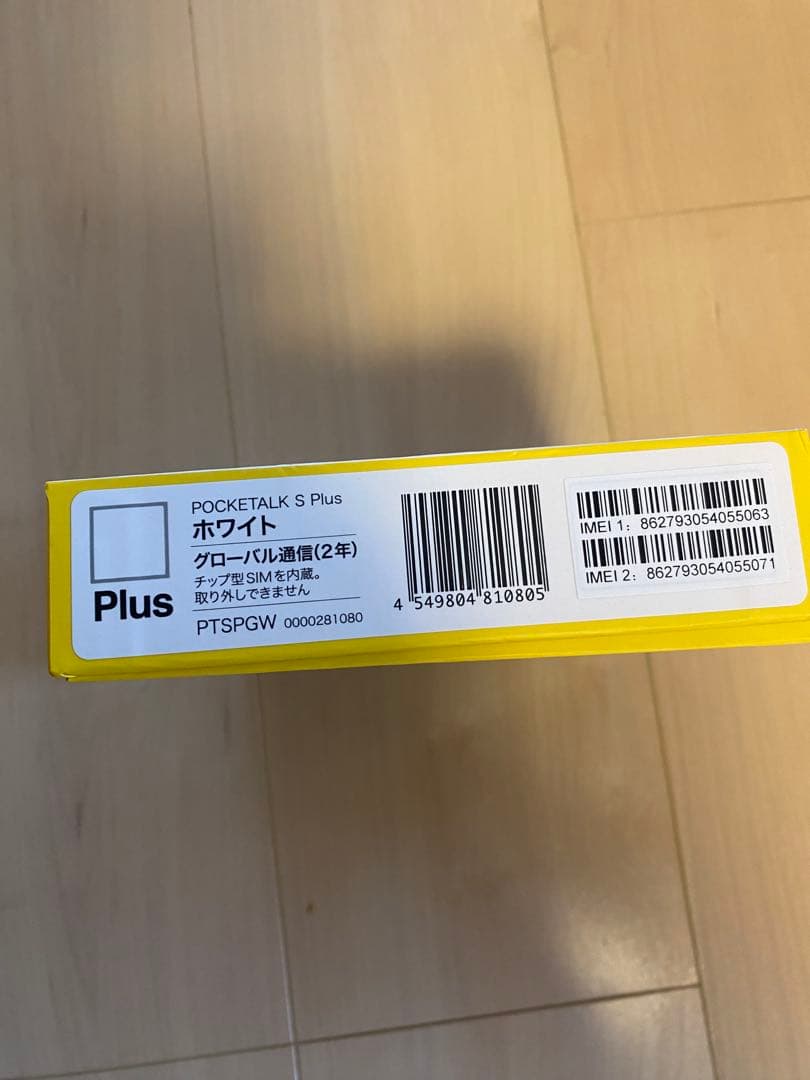 Plus
POCKETALK S Plus
ホワイト
グローバル通信(2年)
チップ型SIMを内蔵。
取り外しできません
PTSPGW 0000281080
4 549804 810805
IMEI 1: 862793054055063
IMEI 2: 862793054055071